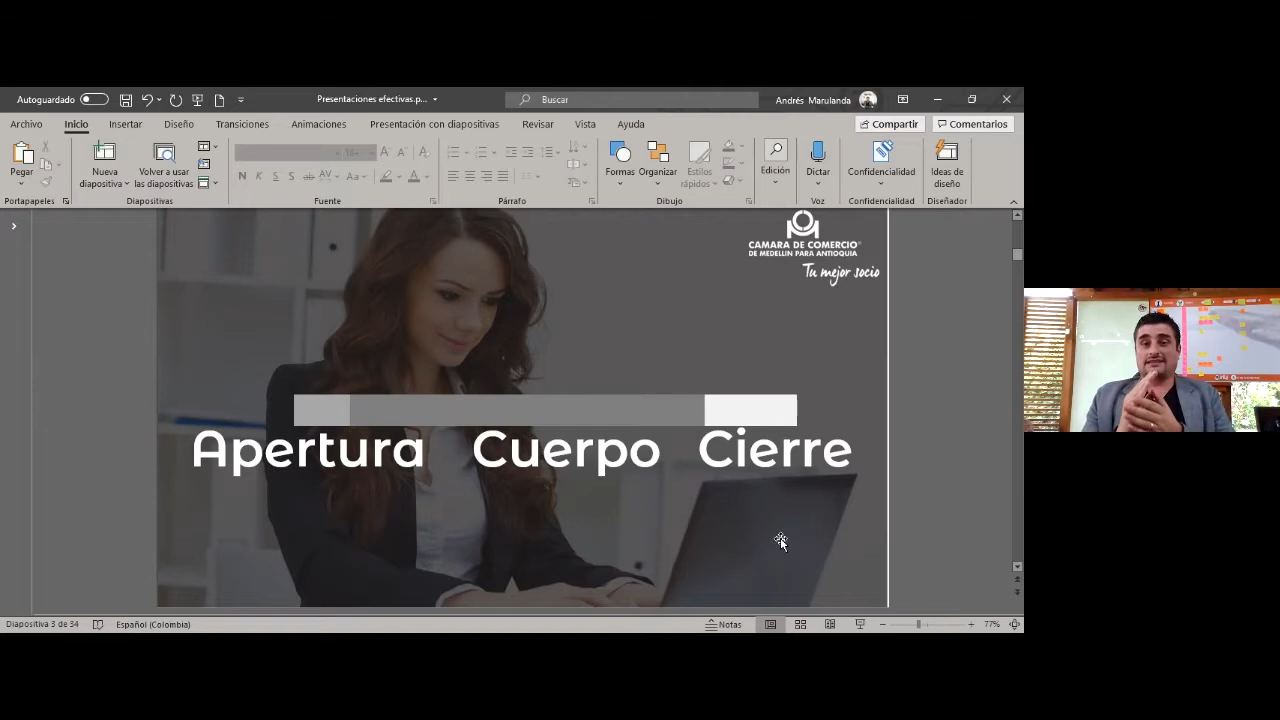 Autoguardado
Presentaciones efectivas.p...
Buscar
Andrés Marulanda
Archivo Inicio Insertar Diseño Transiciones Animaciones Presentación con diapositivas Revisar Vista Ayuda
Compartir Comentarios
Pegar
Nueva diapositiva
Volver a usar las diapositivas
N K S S ab AV Aa A
Formas Organizar Estilos rápidos
Edición
Dictar
Confidencialidad
Ideas de diseño
Portapapeles Diapositivas Fuente Párrafo Dibujo Voz Confidencialidad Diseñador
CAMARA DE COMERCIO
DE MEDELLIN PARA ANTIOQUIA
Tu mejor socio
Apertura Cuerpo Cierre
Diapositiva 3 de 34 Español (Colombia) Notas 77%